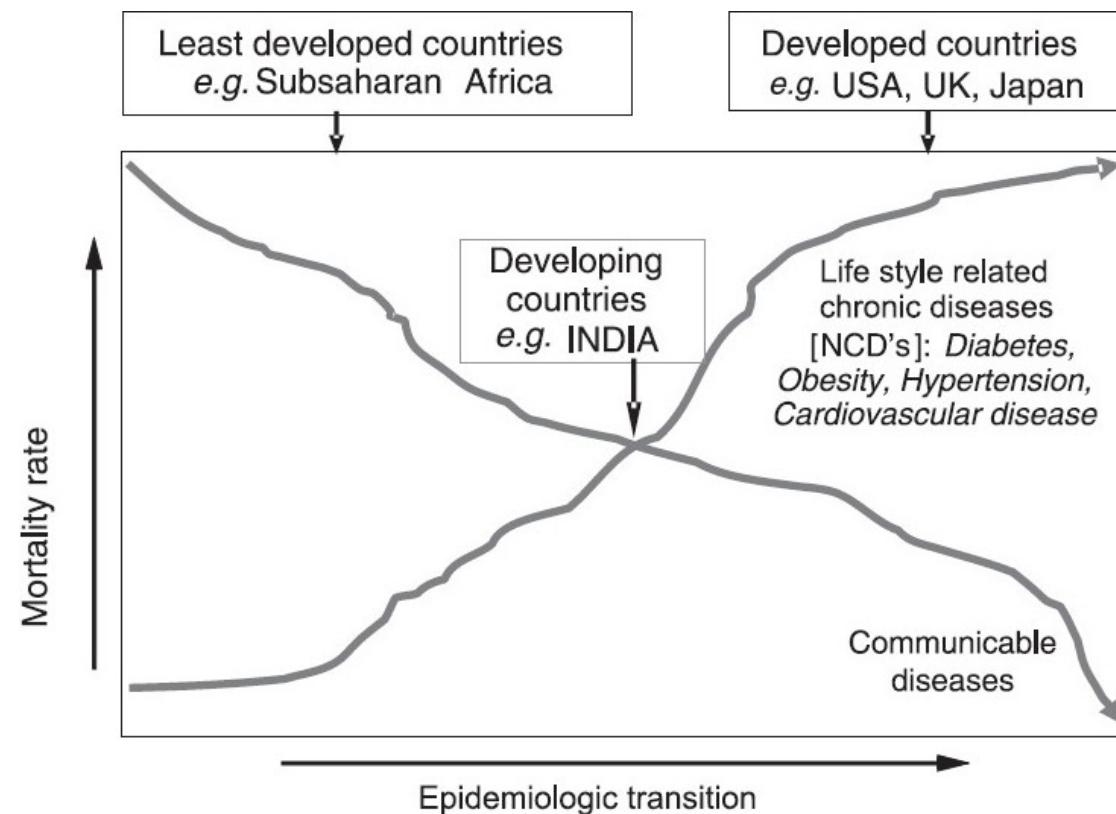 Least developed countries
e.g. Subsaharan Africa
Developed countries
e.g. USA, UK, Japan
Developing
countries
e.g. INDIA
Life style related
chronic diseases
[NCD's]: Diabetes,
Obesity, Hypertension,
Cardiovascular disease
Mortality rate
Communicable
diseases
Epidemiologic transition